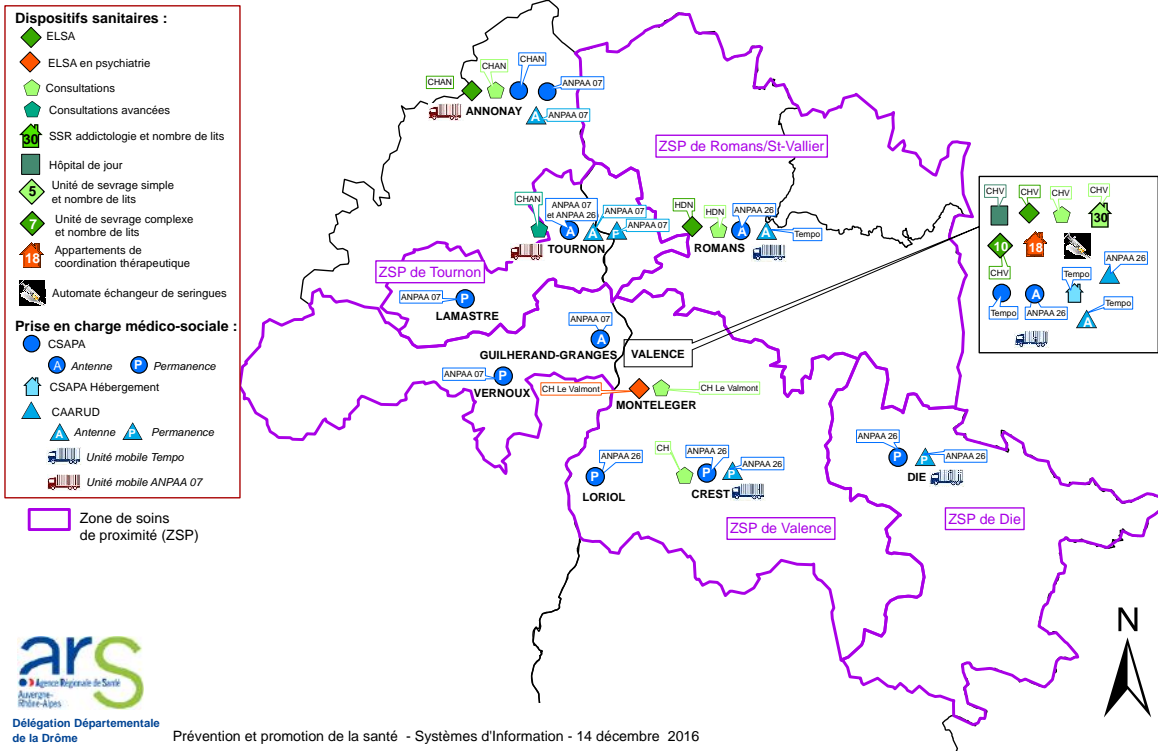 Dispositifs sanitaires :
ELSA
ELSA en psychiatrie
Consultations
Consultations avancées
30
SSR addictologie et nombre de lits
Hôpital de jour
5
Unité de sevrage simple
et nombre de lits
7
Unité de sevrage complexe
et nombre de lits
18
Appartements de
coordination thérapeutique
Automate échangeur de seringues
Prise en charge médico-sociale :
CSAPA
A Antenne P Permanence
CSAPA Hébergement
CAARUD
A Antenne P Permanence
Unité mobile Tempo
Unité mobile ANPAA 07
Zone de soins
de proximité (ZSP)
CHAN
CHAN
CHAN
ANPAA 07
ANNONAY
A
ANPAA 07
ZSP de Romans/St-Vallier
CHAN
ANPAA 07
et ANPAA 26
ANPAA 07
ANPAA 07
A
A
P
TOURNON
HDN
HDN
ANPAA 26
A
A
Tempo
ROMANS
ZSP de Tournon
ANPAA 07
P
LAMASTRE
ANPAA 07
A
GUILHERAND-GRANGES
VALENCE
ANPAA 07
P
VERNOUX
CH Le Valmont
CH Le Valmont
MONTELEGER
ANPAA 26
P
LORIOL
CH
ANPAA 26
P
P
ANPAA 26
CREST
ANPAA 26
P
P
ANPAA 26
DIE
ZSP de Valence
ZSP de Die
CHV
CHV
CHV
CHV
30
10
CHV
18
ANPAA 26
Tempo
Tempo
A
ANPAA 26
Tempo
A
N
ars
Agence Régionale de Santé
Auvergne-
Rhône-Alpes
Délégation Départementale
de la Drôme
Prévention et promotion de la santé - Systèmes d'Information - 14 décembre 2016